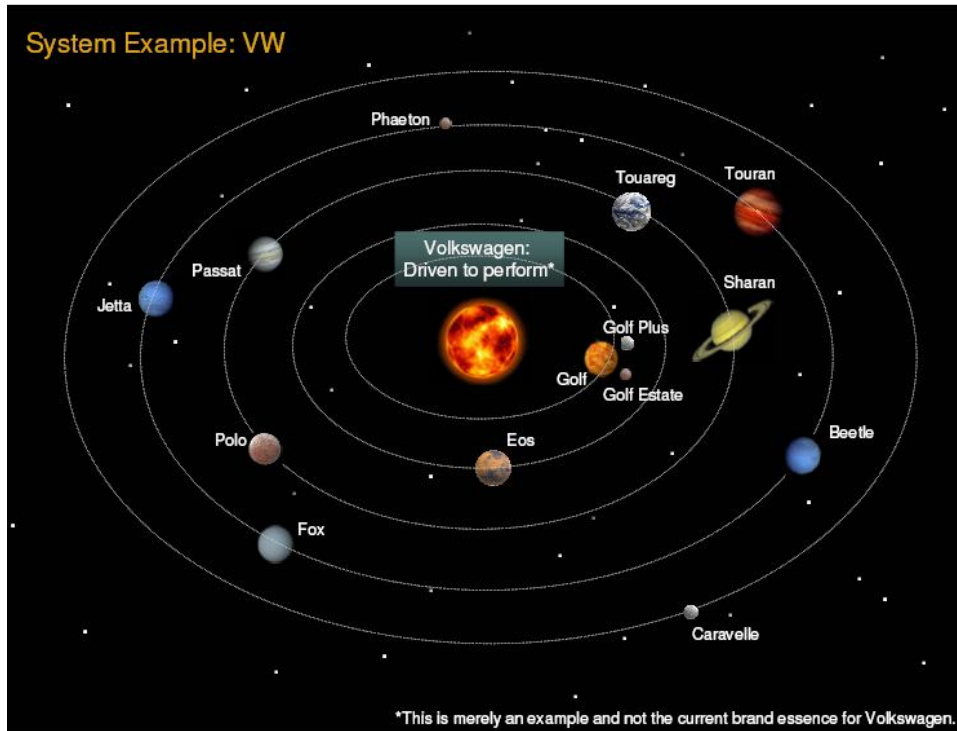 System Example: VW
Phaeton
Touareg
Touran
Volkswagen:
Driven to perform*
Passat
Sharan
Jetta
Golf Plus
Golf
Golf Estate
Polo
Eos
Beetle
Fox
Caravelle
*This is merely an example and not the current brand essence for Volkswagen.